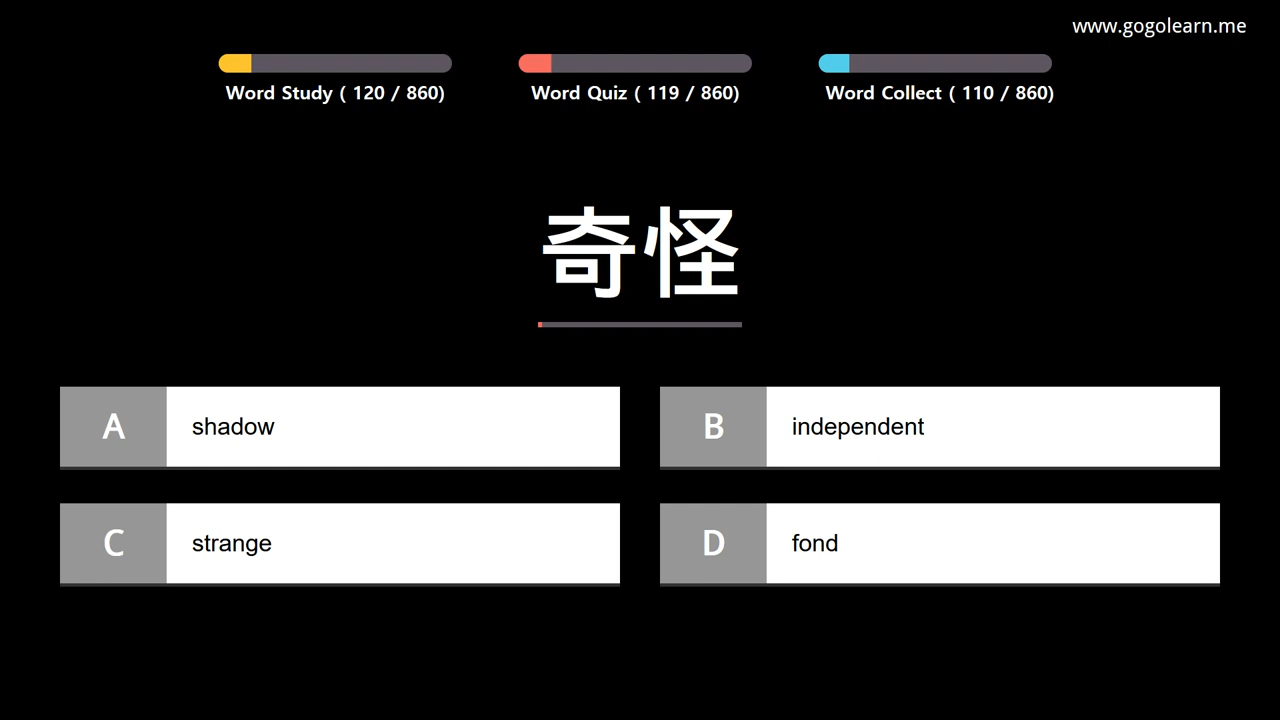 www.gogolearn.me
Word Study ( 120 / 860)
Word Quiz ( 119 / 860)
Word Collect ( 110 / 860)
奇怪
A shadow
B independent
C strange
D fond